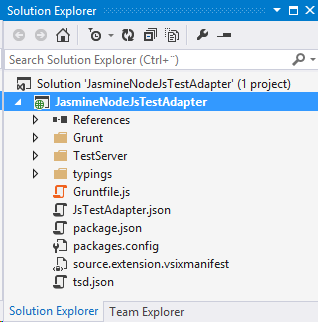 Solution Explorer
Search Solution Explorer (Ctrl+¨)
Solution 'JasmineNodeJsTestAdapter' (1 project)
JasmineNodeJsTestAdapter
References
Grunt
TestServer
typings
Gruntfile.js
JsTestAdapter.json
package.json
packages.config
source.extension.vsixmanifest
tsd.json
Solution Explorer Team Explorer